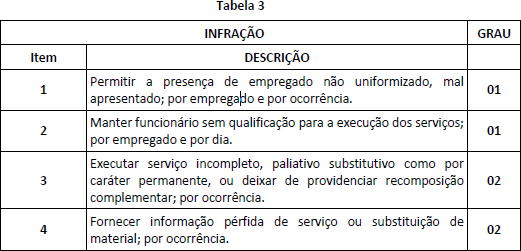 Tabela 3
INFRAÇÃO GRAU
Item DESCRIÇÃO
1 Permitir a presença de empregado não uniformizado, mal
apresentado; por empregado e por ocorrência. 01
2 Manter funcionário sem qualificação para a execução dos serviços;
por empregado e por dia. 01
3 Executar serviço incompleto, paliativo substitutivo como por
caráter permanente, ou deixar de providenciar recomposição
complementar; por ocorrência. 02
4 Fornecer informação pérfida de serviço ou substituição de
material; por ocorrência. 02